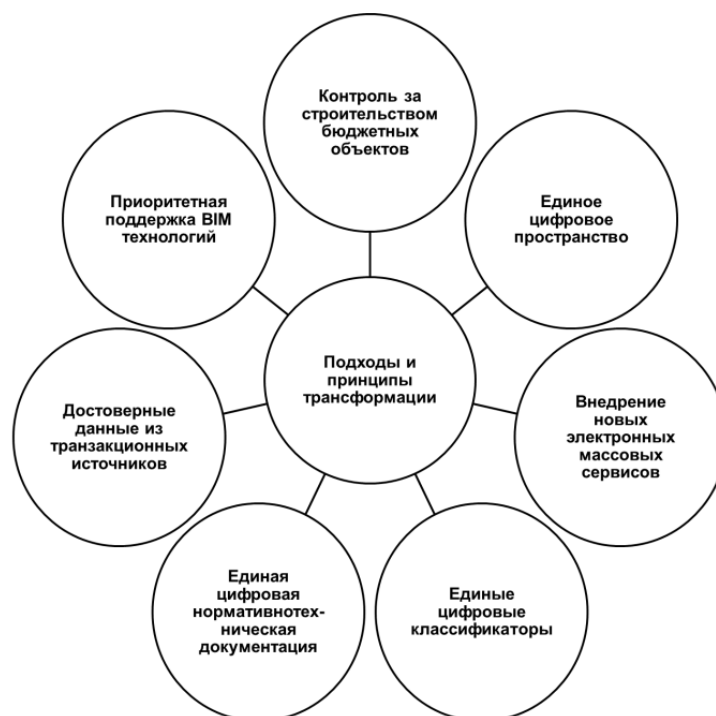 Контроль за
строительством
бюджетных
объектов
Единое
цифровое
пространство
Внедрение
новых
электронных
массовых
сервисов
Единые
цифровые
классификаторы
Единая
цифровая
нормативнотех-
ническая
документация
Достоверные
данные из
транзакционных
источников
Приоритетная
поддержка BIM
технологий
Подходы и
принципы
трансформации